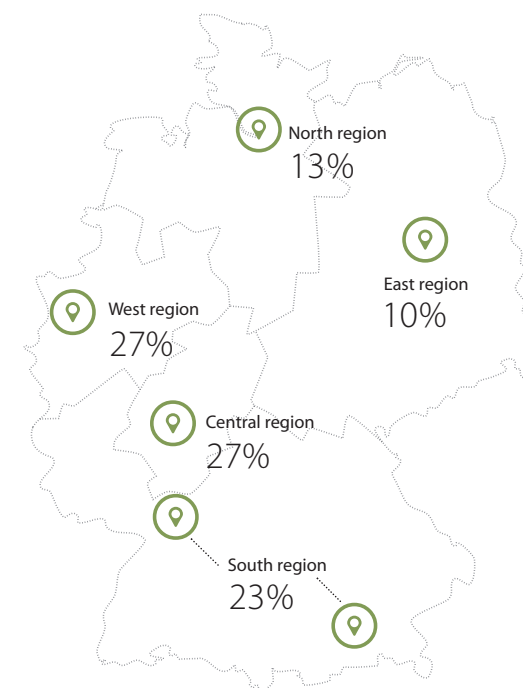 North region
13%
East region
10%
West region
27%
Central region
27%
South region
23%